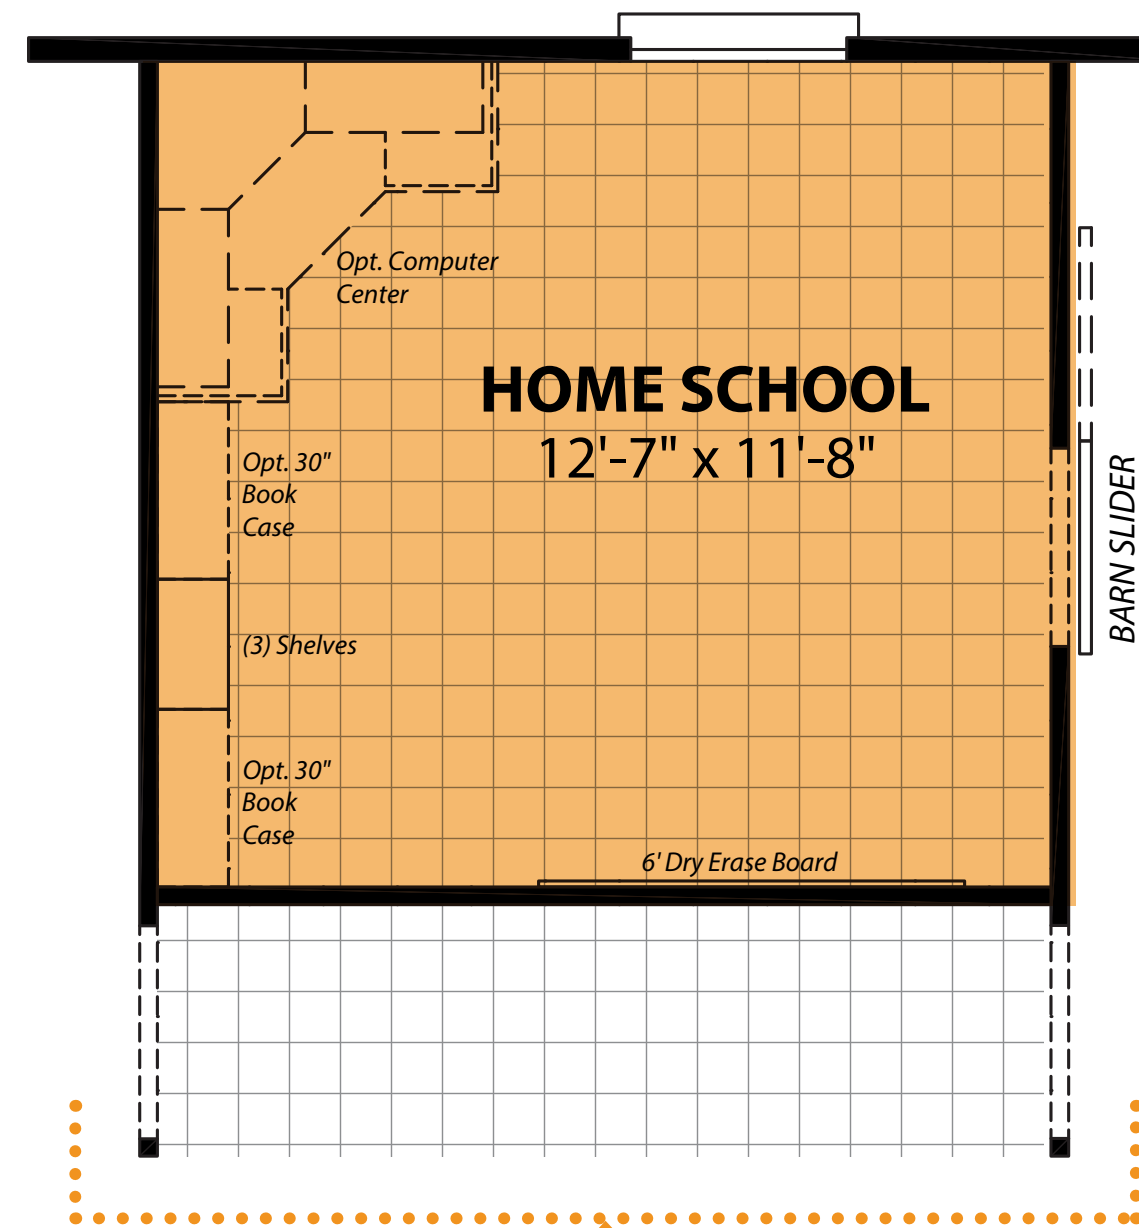 Opt. Computer
Center
HOME SCHOOL
12'-7" x 11'-8"
Opt. 30"
Book
Case
BARN SLIDER
(3) Shelves
Opt. 30"
Book
Case
6' Dry Erase Board